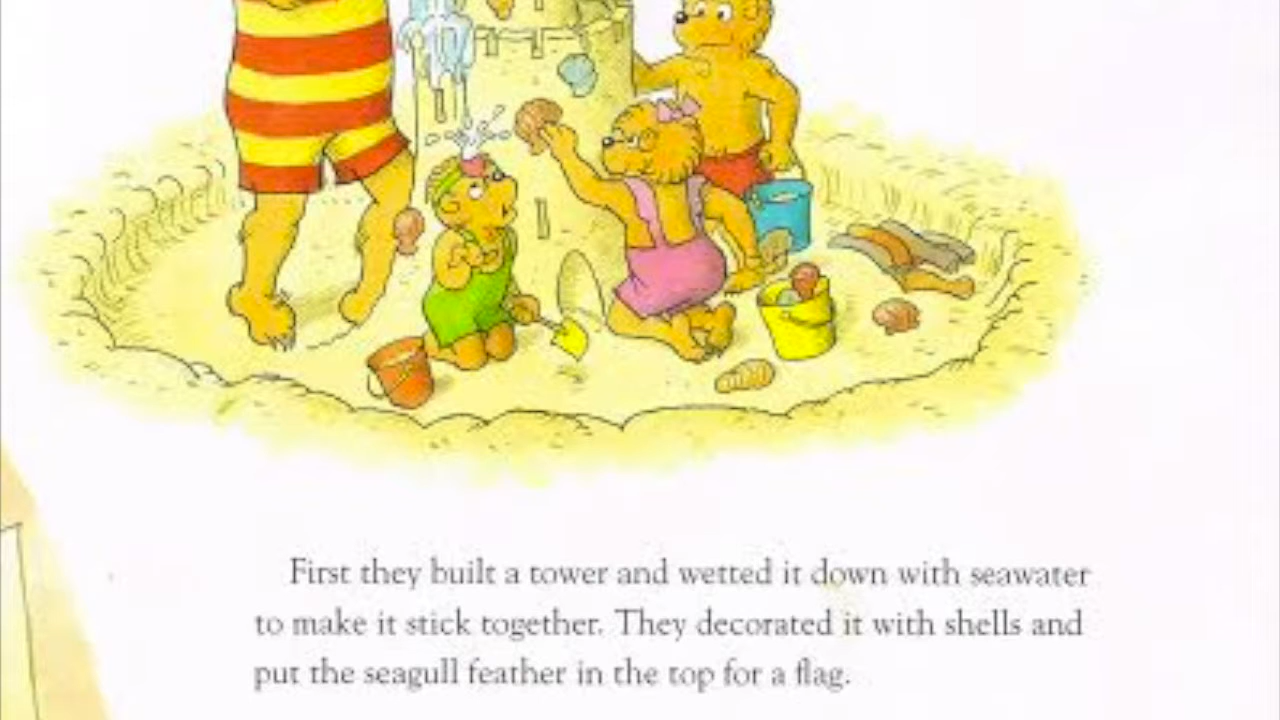 First they built a tower and wetted it down with seawater
to make it stick together. They decorated it with shells and
put the seagull feather in the top for a flag.